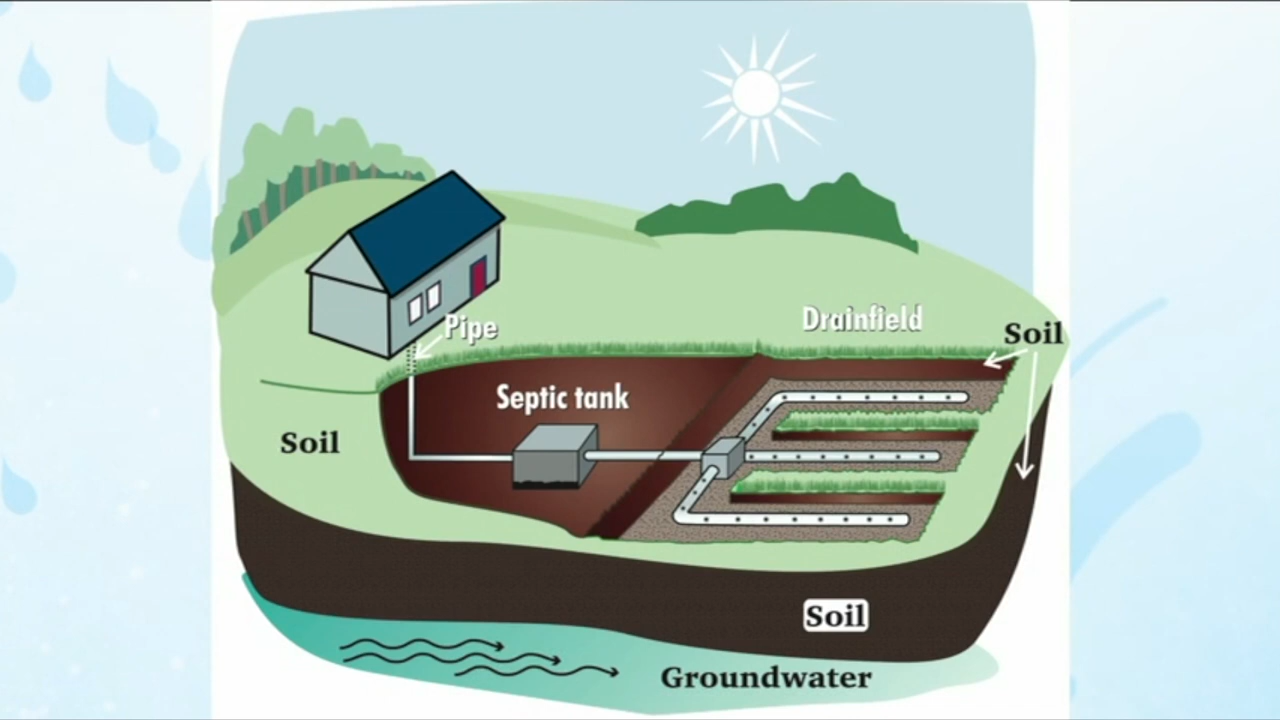 Drainfield
Pipe
Soil
Septic tank
Soil
Soil
Groundwater